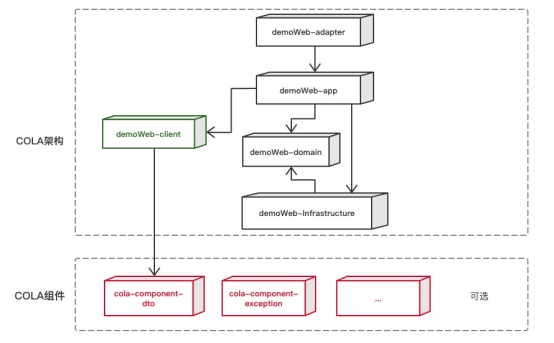 demoWeb-adapter
demoWeb-app
demoWeb-client
COLA架构
demoWeb-domain
demoWeb-Infrastructure
COLA组件
cola-component-
dto
cola-component-
exception
...
可选